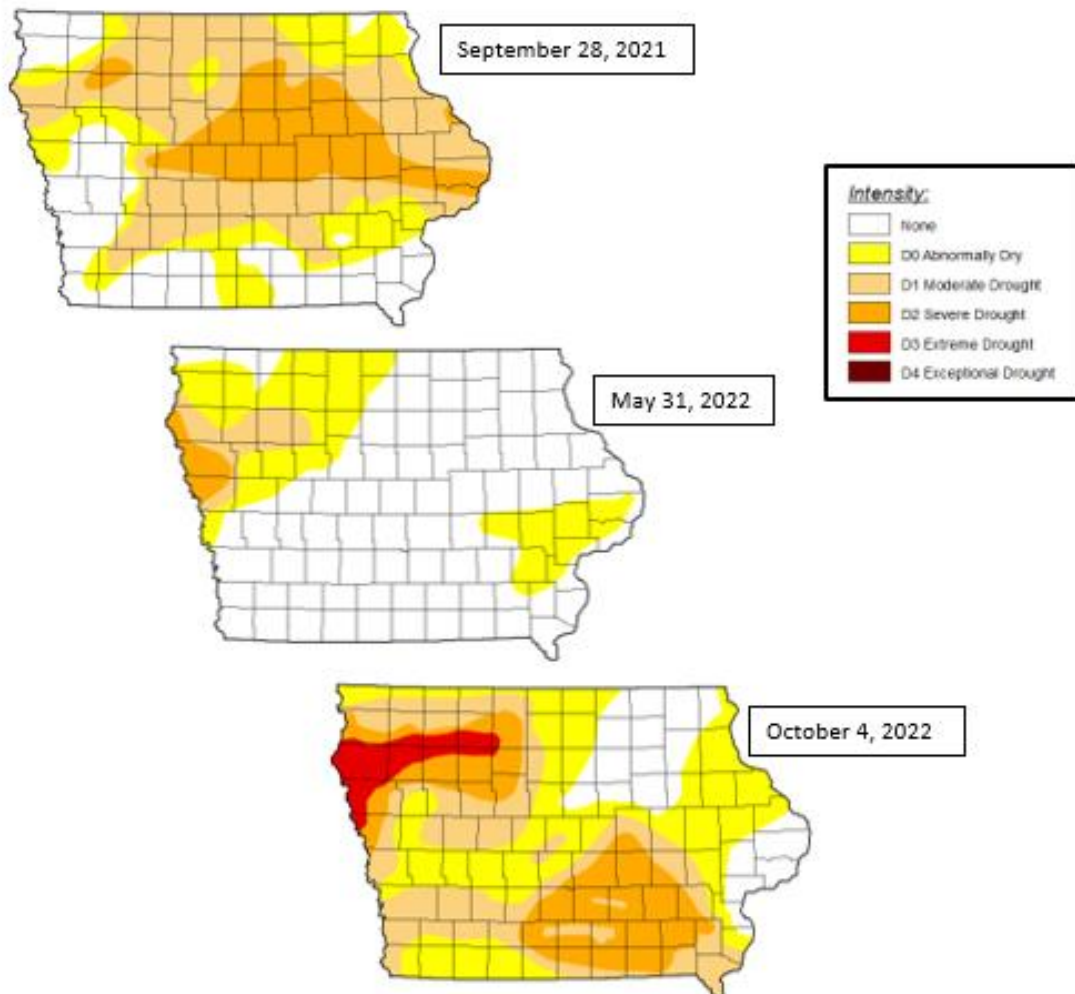 September 28, 2021
Intensity:
None
D0 Abnormally Dry
D1 Moderate Drought
D2 Severe Drought
D3 Extreme Drought
D4 Exceptional Drought
May 31, 2022
October 4, 2022